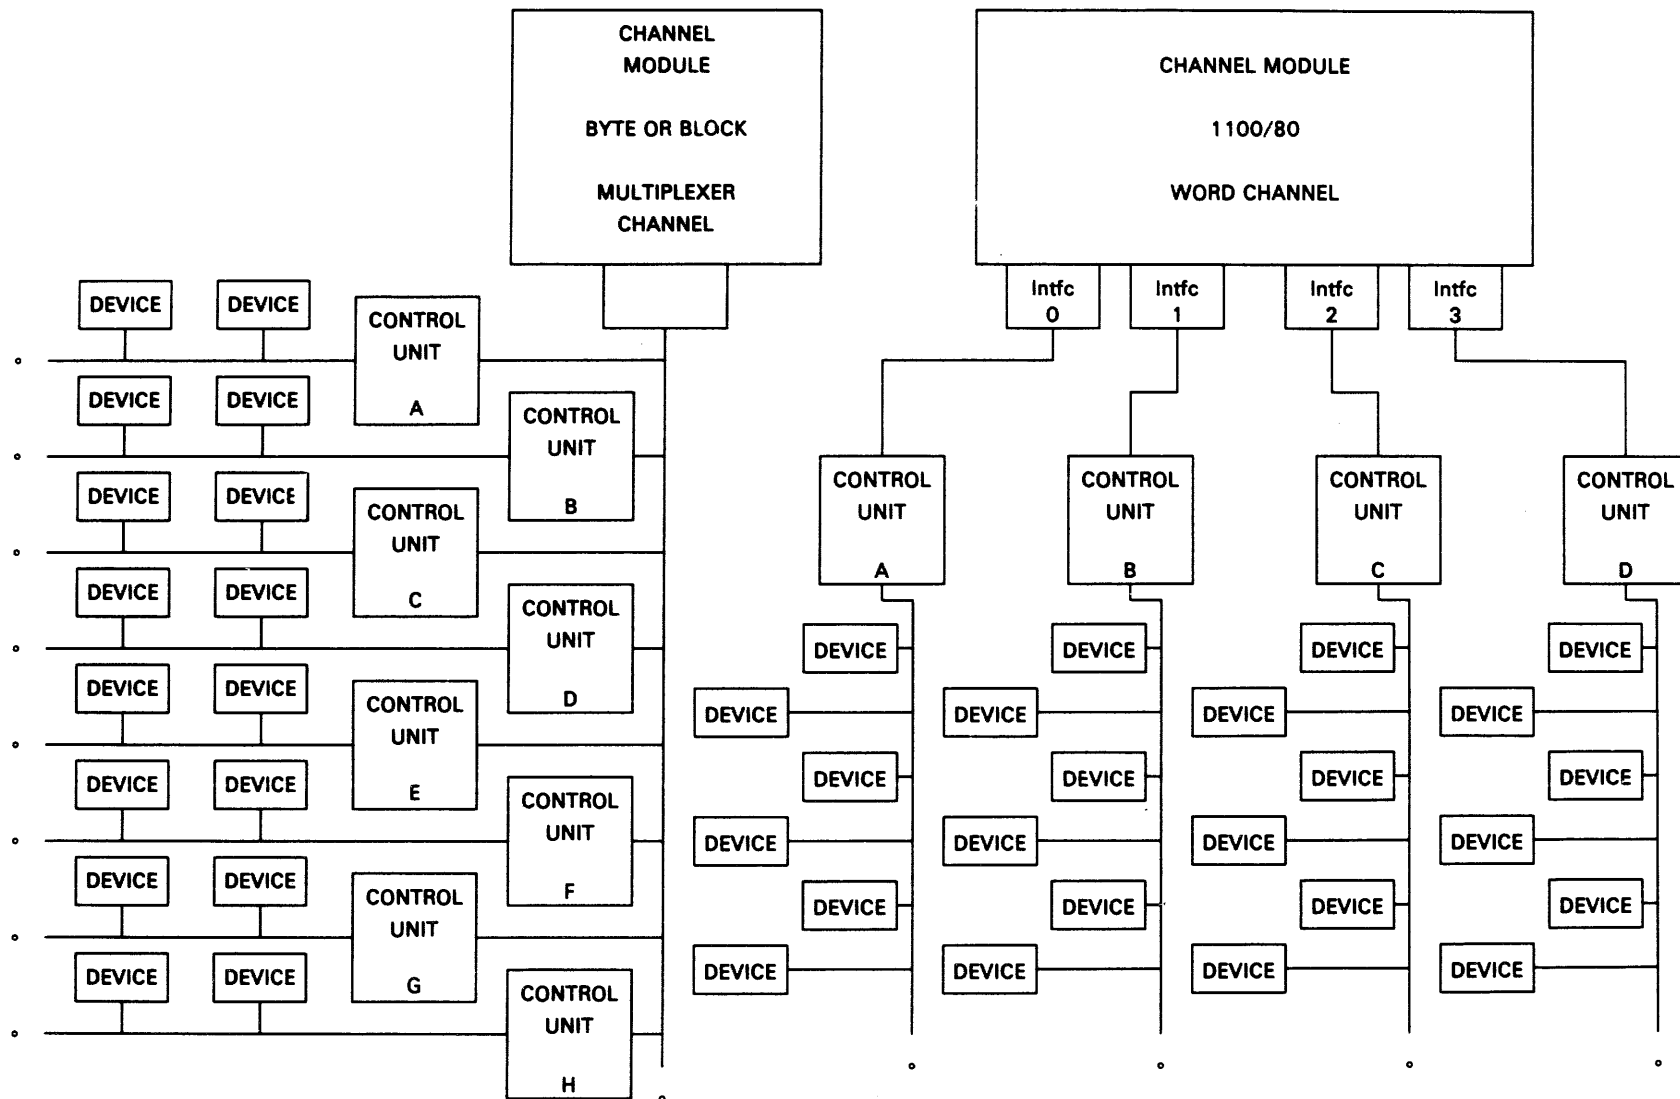 CHANNEL
MODULE
BYTE OR BLOCK
MULTIPLEXER
CHANNEL
CHANNEL MODULE
1100/80
WORD CHANNEL
Intfc
0
Intfc
1
Intfc
2
Intfc
3
DEVICE
DEVICE
CONTROL
UNIT
A
DEVICE
DEVICE
CONTROL
UNIT
B
DEVICE
DEVICE
CONTROL
UNIT
C
DEVICE
DEVICE
CONTROL
UNIT
D
DEVICE
DEVICE
CONTROL
UNIT
E
DEVICE
DEVICE
CONTROL
UNIT
F
DEVICE
DEVICE
CONTROL
UNIT
G
DEVICE
DEVICE
CONTROL
UNIT
H
CONTROL
UNIT
A
DEVICE
DEVICE
DEVICE
DEVICE
DEVICE
DEVICE
CONTROL
UNIT
B
DEVICE
DEVICE
DEVICE
DEVICE
DEVICE
DEVICE
CONTROL
UNIT
C
DEVICE
DEVICE
DEVICE
DEVICE
DEVICE
DEVICE
CONTROL
UNIT
D
DEVICE
DEVICE
DEVICE
DEVICE
DEVICE
DEVICE